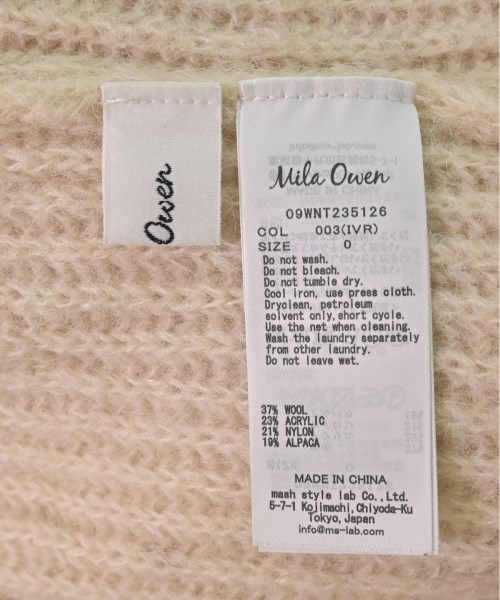 Owen
Mila Owen
09WNT235126
COL 003(IVR)
SIZE 0
Do not wash.
Do not bleach.
Do not tumble dry.
Cool iron, use press cloth.
Dryclean, petroleum
solvent only, short cycle.
Use the net when cleaning.
Wash the laundry separately
from other laundry.
Do not leave wet.
37% WOOL
23% ACRYLIC
21% NYLON
19% ALPACA
MADE IN CHINA
mash style lab Co., Ltd.
5-7-1 Kojimachi, Chiyoda-Ku
Tokyo, Japan
info@ms-lab.com